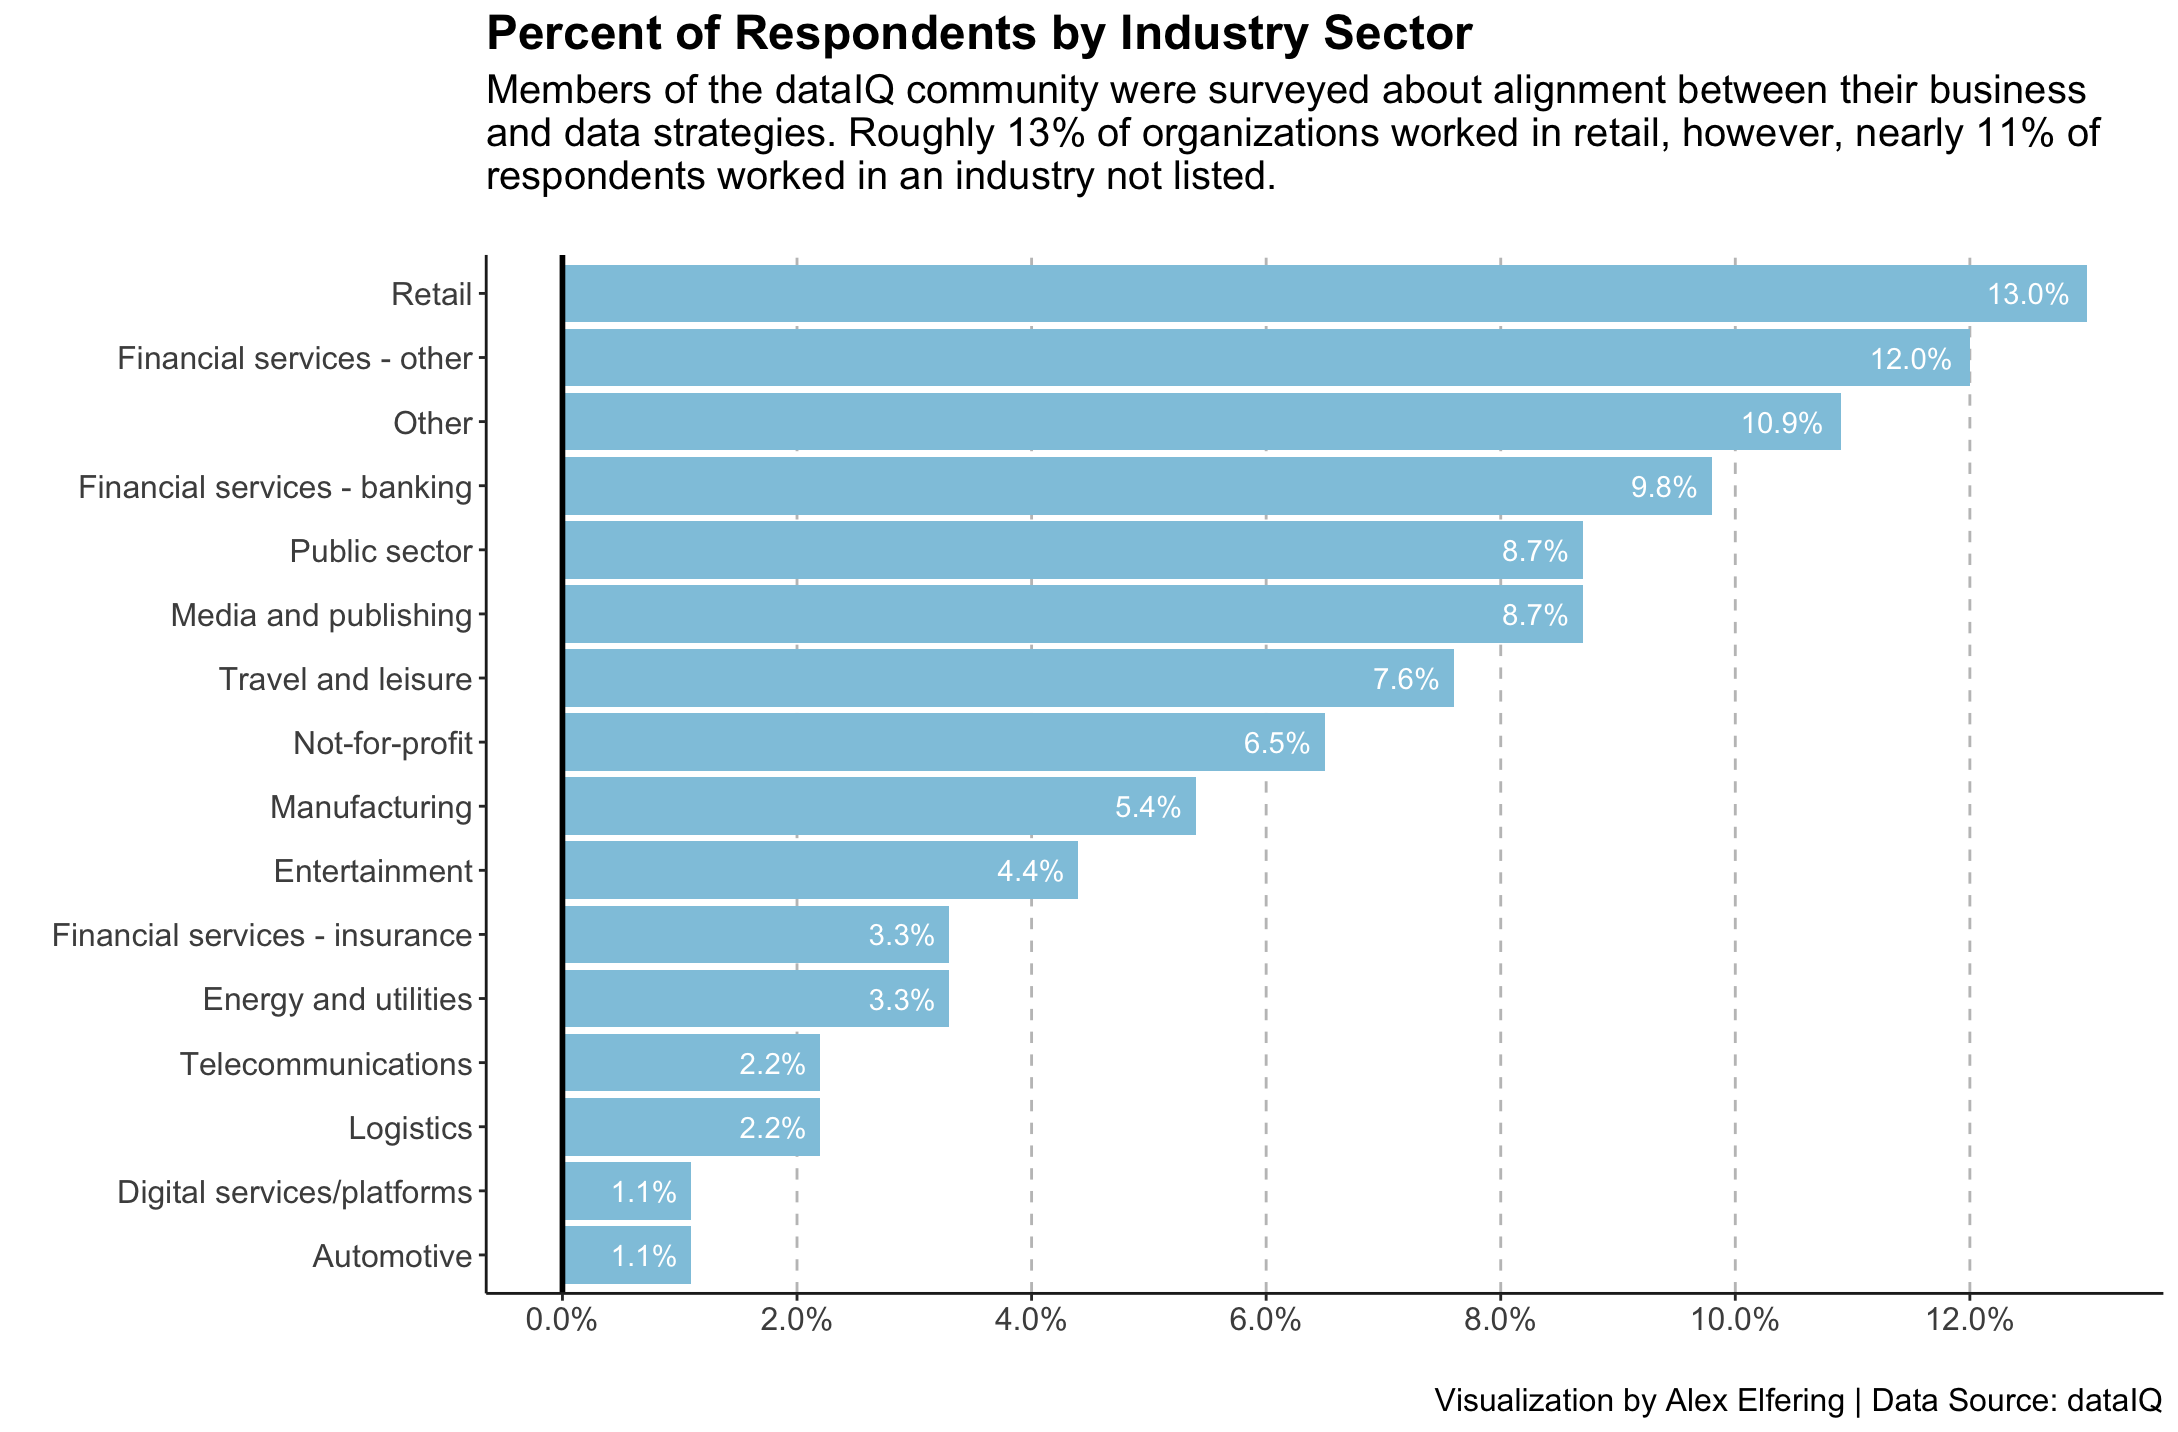 Percent of Respondents by Industry Sector
Members of the dataIQ community were surveyed about alignment between their business
and data strategies. Roughly 13% of organizations worked in retail, however, nearly 11% of
respondents worked in an industry not listed.
Retail 13.0%
Financial services - other 12.0%
Other 10.9%
Financial services - banking 9.8%
Public sector 8.7%
Media and publishing 8.7%
Travel and leisure 7.6%
Not-for-profit 6.5%
Manufacturing 5.4%
Entertainment 4.4%
Financial services - insurance 3.3%
Energy and utilities 3.3%
Telecommunications 2.2%
Logistics 2.2%
Digital services/platforms 1.1%
Automotive 1.1%
0.0% 2.0% 4.0% 6.0% 8.0% 10.0% 12.0%
Visualization by Alex Elfering | Data Source: dataIQ